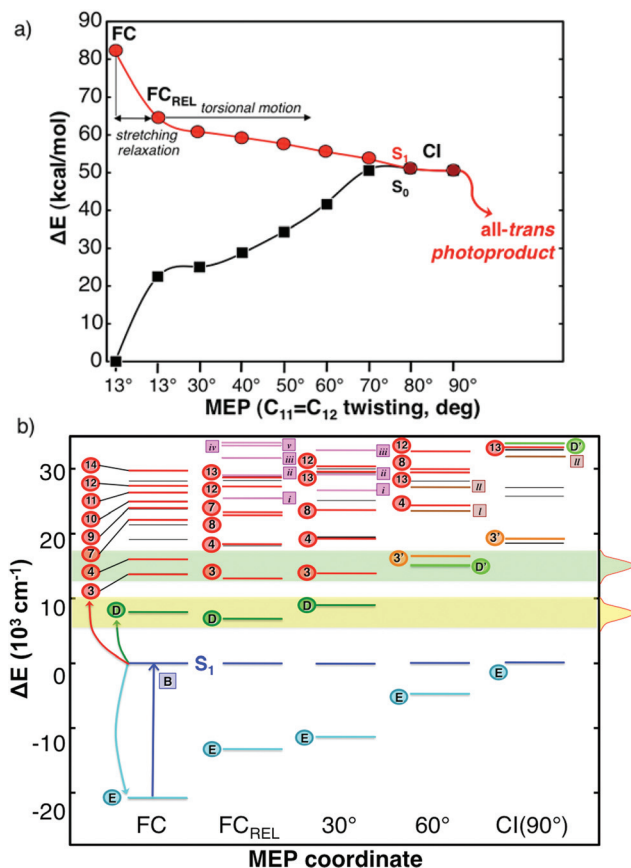 a)
90
80
70
60
50
40
30
20
10
0
ΔE (kcal/mol)
FC
FC_REL
torsional motion
stretching
relaxation
S₁
CI
S₀
all-trans
photoproduct
13° 13° 30° 40° 50° 60° 70° 80° 90°
MEP (C₁₁=C₁₂ twisting, deg)
b)
30
20
10
0
-10
-20
ΔE (10³ cm⁻¹)
14
12
11
10
9
7
4
3
D
S₁
B
E
iv
v
iii
13
ii
12
i
7
8
4
3
D
E
iii
12
13
ii
i
8
4
3
D
E
12
8
13
II
4
I
3'
D'
E
13
D'
II
3'
E
FC FC_REL 30° 60° CI(90°)
MEP coordinate